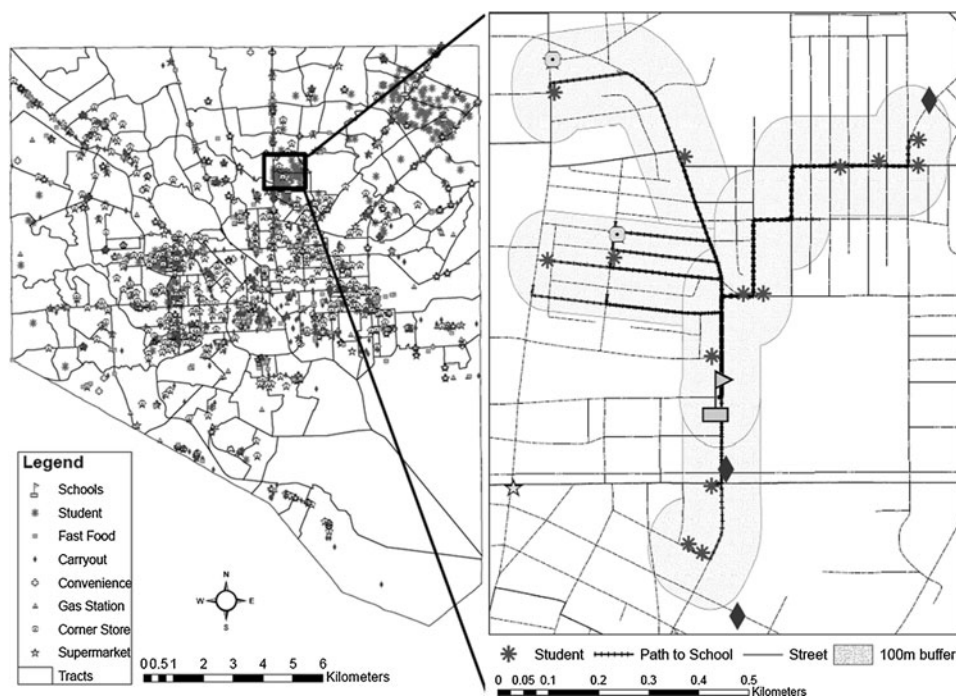 Legend
Schools
Student
Fast Food
Carryout
Convenience
Gas Station
Corner Store
Supermarket
Tracts
N
W E
S
0 0.5 1 2 3 4 5 6
Kilometers
Student Path to School Street 100m buffer
0 0.05 0.1 0.2 0.3 0.4 0.5
Kilometers